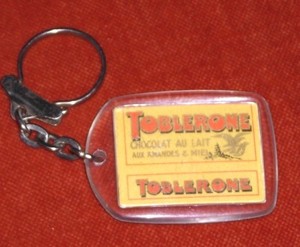 TOBLERONE
CHOCOLAT AU LAIT
AUX AMANDES & MIEL
TOBLERONE